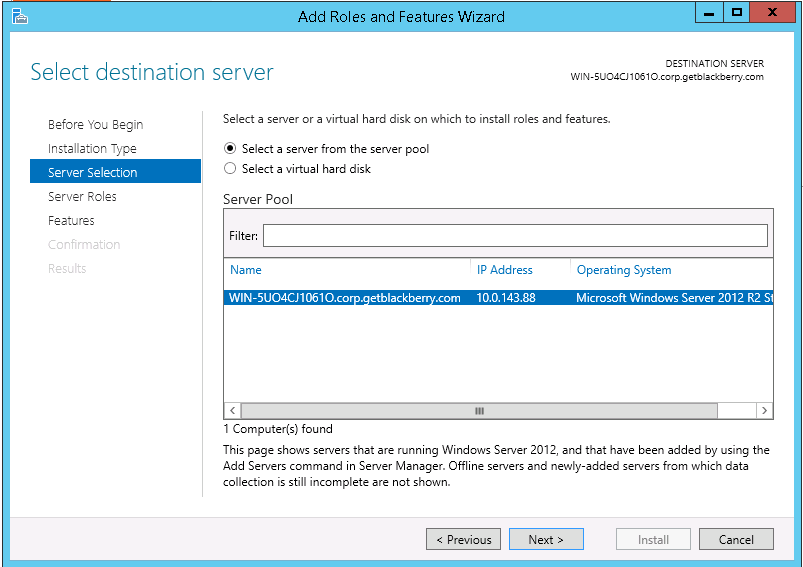 Add Roles and Features Wizard
Select destination server
DESTINATION SERVER
WIN-5UO4CJ1061O.corp.getblackberry.com
Before You Begin
Installation Type
Server Selection
Server Roles
Features
Confirmation
Results
Select a server or a virtual hard disk on which to install roles and features.
Select a server from the server pool
Select a virtual hard disk
Server Pool
Filter:
Name IP Address Operating System
WIN-5UO4CJ1061O.corp.getblackberry.com 10.0.143.88 Microsoft Windows Server 2012 R2 St
1 Computer(s) found
This page shows servers that are running Windows Server 2012, and that have been added by using the
Add Servers command in Server Manager. Offline servers and newly-added servers from which data
collection is still incomplete are not shown.
< Previous Next > Install Cancel